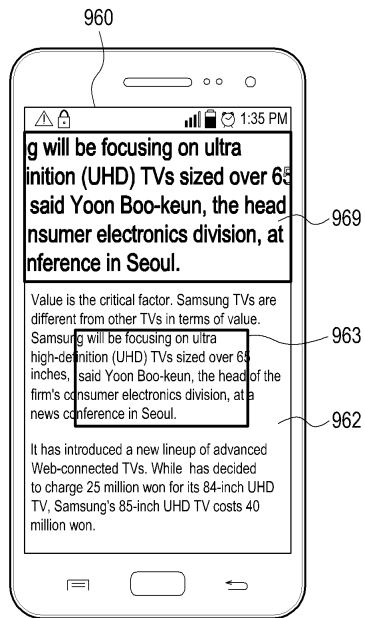 960
1:35 PM
g will be focusing on ultra
inition (UHD) TVs sized over 65
said Yoon Boo-keun, the head
nsumer electronics division, at
nference in Seoul.
969
Value is the critical factor. Samsung TVs are
different from other TVs in terms of value.
Samsung will be focusing on ultra
high-definition (UHD) TVs sized over 65
inches, said Yoon Boo-keun, the head of the
firm's consumer electronics division, at a
news conference in Seoul.
963
962
It has introduced a new lineup of advanced
Web-connected TVs. While has decided
to charge 25 million won for its 84-inch UHD
TV, Samsung's 85-inch UHD TV costs 40
million won.